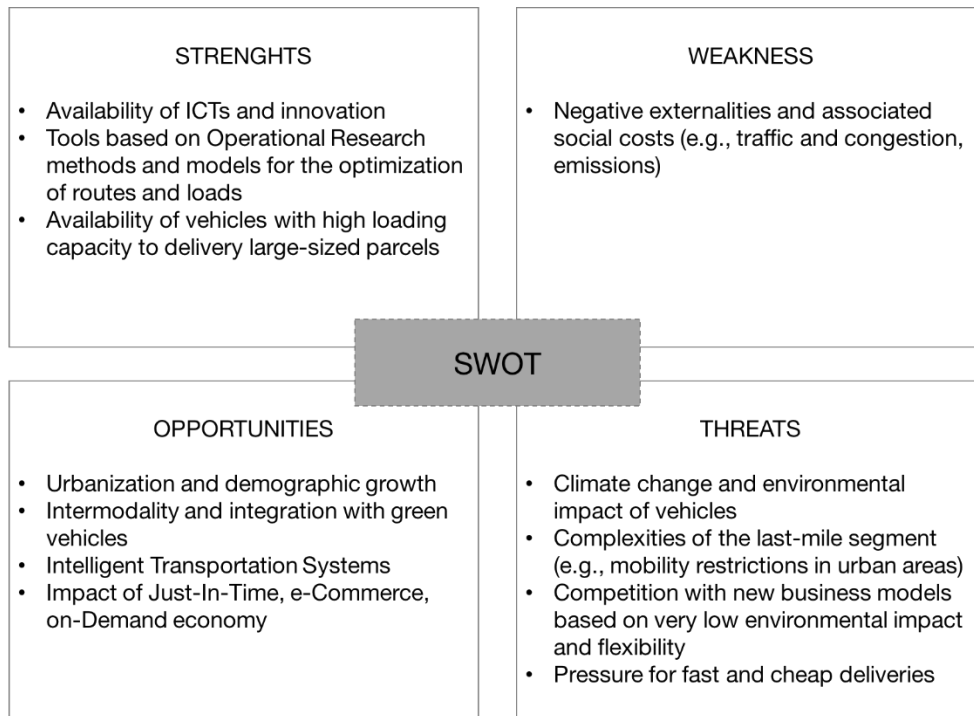 STRENGHTS
• Availability of ICTs and innovation
• Tools based on Operational Research
methods and models for the optimization
of routes and loads
• Availability of vehicles with high loading
capacity to delivery large-sized parcels
WEAKNESS
• Negative externalities and associated
social costs (e.g., traffic and congestion,
emissions)
SWOT
OPPORTUNITIES
• Urbanization and demographic growth
• Intermodality and integration with green
vehicles
• Intelligent Transportation Systems
• Impact of Just-In-Time, e-Commerce,
on-Demand economy
THREATS
• Climate change and environmental
impact of vehicles
• Complexities of the last-mile segment
(e.g., mobility restrictions in urban areas)
• Competition with new business models
based on very low environmental impact
and flexibility
• Pressure for fast and cheap deliveries